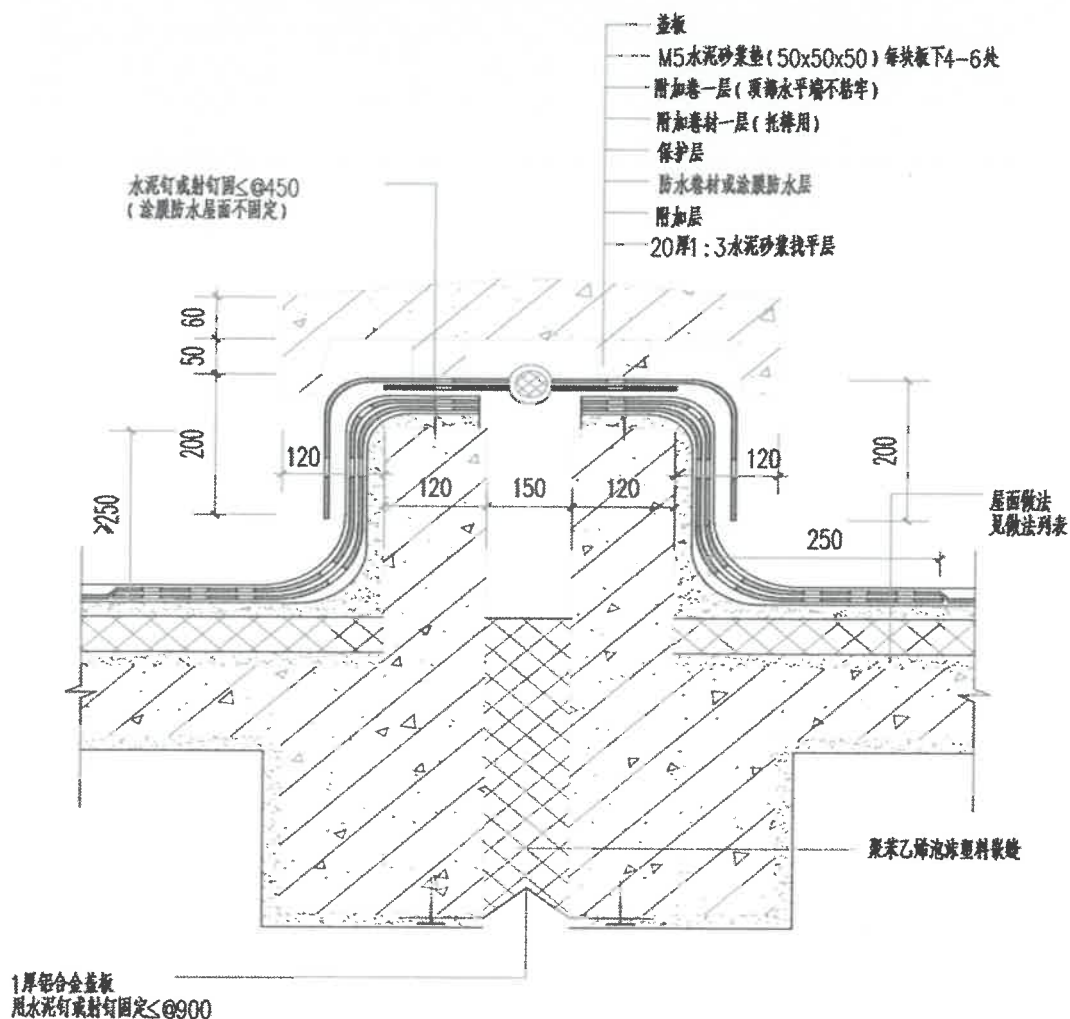 盖板
M5水泥砂浆垫(50x50x50)每块板下4-6处
附加卷一层(顶部水平端不粘牢)
附加卷材一层(托棒用)
保护层
防水卷材或涂膜防水层
附加层
20厚1:3水泥砂浆找平层
水泥钉或射钉固≤@450
(涂膜防水屋面不固定)
60
50
200
120
120
150
120
120
200
>250
250
屋面做法
见做法列表
聚苯乙烯泡沫塑料嵌缝
1厚铝合金盖板
用水泥钉或射钉固定≤@900